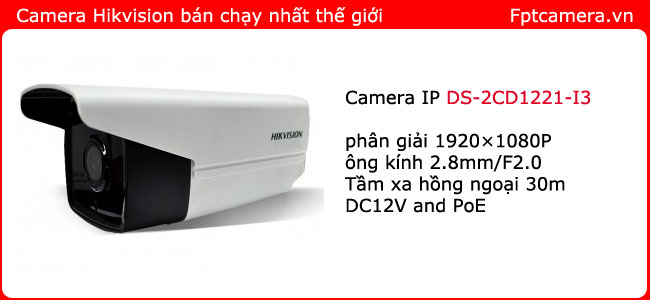 Camera Hikvision bán chạy nhất thế giới
Fptcamera.vn
HIKVISION
Camera IP DS-2CD1221-I3
phân giải 1920×1080P
ông kính 2.8mm/F2.0
Tầm xa hồng ngoại 30m
DC12V and PoE